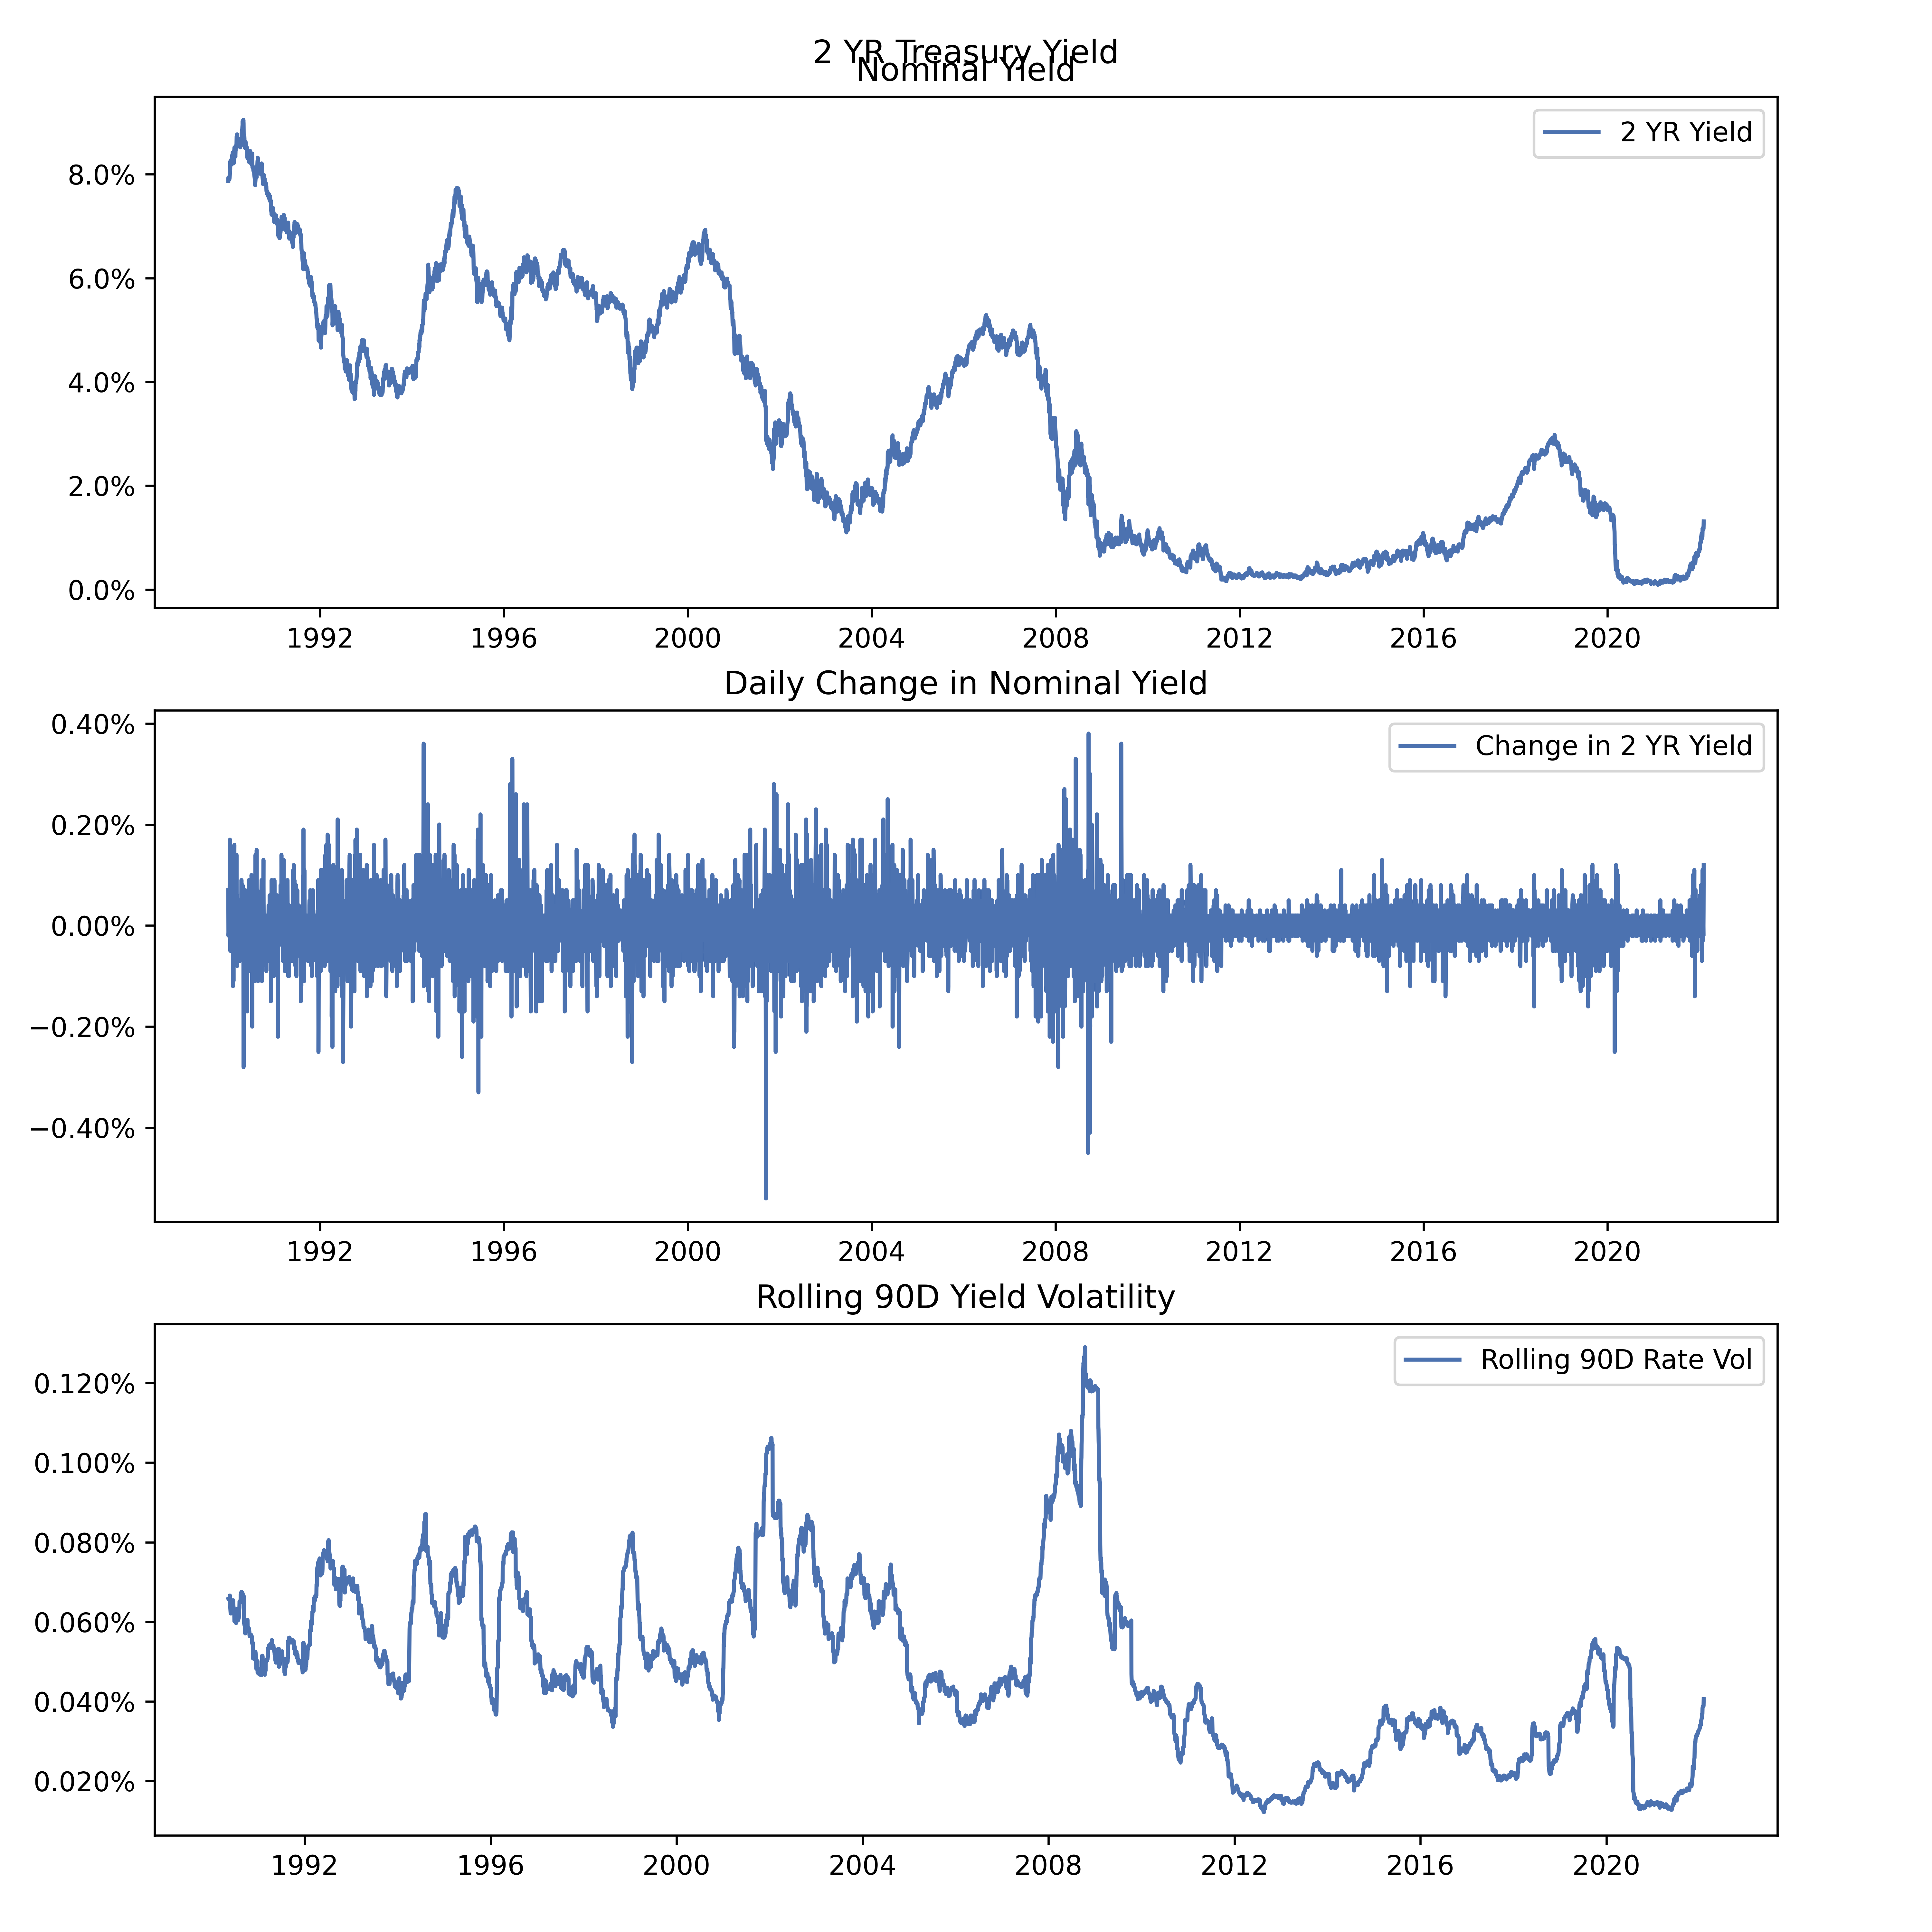 2 YR Treasury Yield
Nominal Yield
2 YR Yield
8.0%
6.0%
4.0%
2.0%
0.0%
1992 1996 2000 2004 2008 2012 2016 2020
Daily Change in Nominal Yield
Change in 2 YR Yield
0.40%
0.20%
0.00%
−0.20%
−0.40%
1992 1996 2000 2004 2008 2012 2016 2020
Rolling 90D Yield Volatility
Rolling 90D Rate Vol
0.120%
0.100%
0.080%
0.060%
0.040%
0.020%
1992 1996 2000 2004 2008 2012 2016 2020